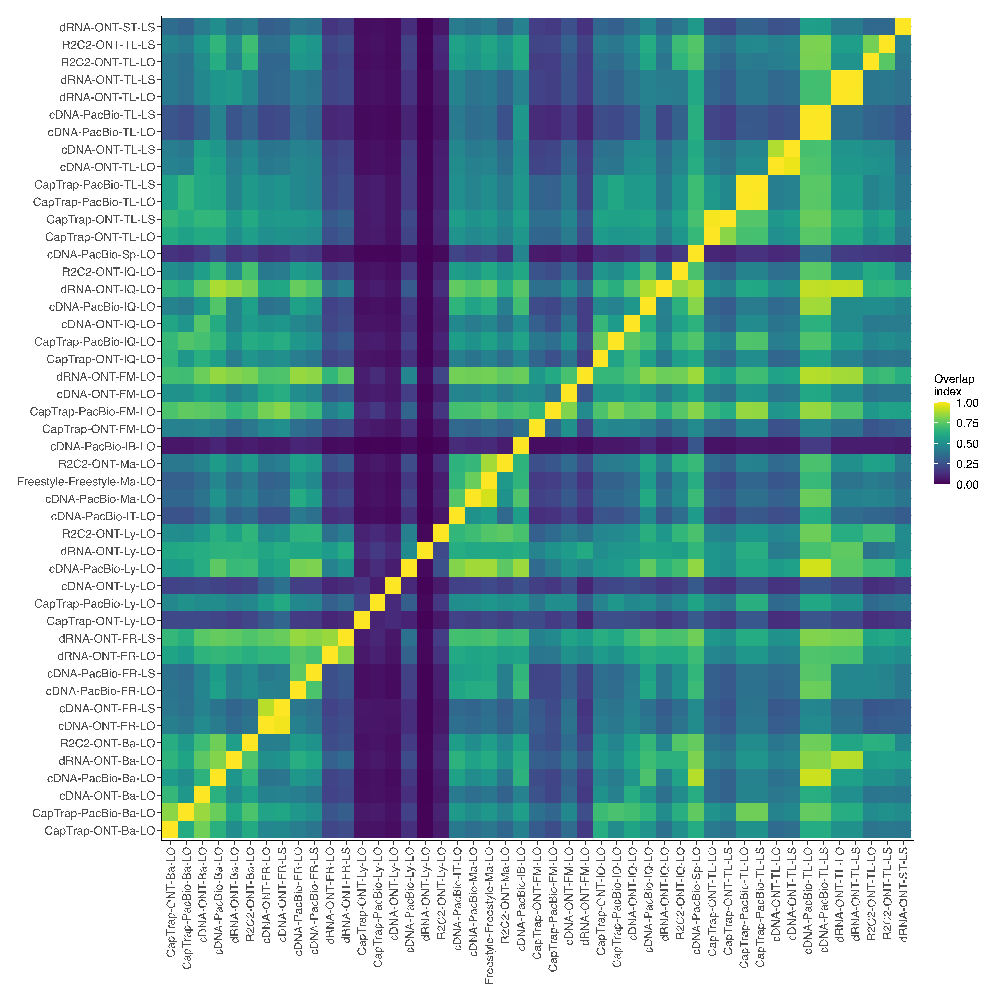 dRNA-ONT-ST-LS
R2C2-ONT-TL-LS
R2C2-ONT-TL-LO
dRNA-ONT-TL-LS
dRNA-ONT-TL-LO
cDNA-PacBio-TL-LS
cDNA-PacBio-TL-LO
cDNA-ONT-TL-LS
cDNA-ONT-TL-LO
CapTrap-PacBio-TL-LS
CapTrap-PacBio-TL-LO
CapTrap-ONT-TL-LS
CapTrap-ONT-TL-LO
cDNA-PacBio-Sp-LO
R2C2-ONT-IQ-LO
dRNA-ONT-IQ-LO
cDNA-PacBio-IQ-LO
cDNA-ONT-IQ-LO
CapTrap-PacBio-IQ-LO
CapTrap-ONT-IQ-LO
dRNA-ONT-FM-LO
cDNA-ONT-FM-LO
CapTrap-PacBio-FM-LO
CapTrap-ONT-FM-LO
cDNA-PacBio-IB-LO
R2C2-ONT-Ma-LO
Freestyle-Freestyle-Ma-LO
cDNA-PacBio-Ma-LO
cDNA-PacBio-IT-LO
R2C2-ONT-Ly-LO
dRNA-ONT-Ly-LO
cDNA-PacBio-Ly-LO
cDNA-ONT-Ly-LO
CapTrap-PacBio-Ly-LO
CapTrap-ONT-Ly-LO
dRNA-ONT-FR-LS
dRNA-ONT-FR-LO
cDNA-PacBio-FR-LS
cDNA-PacBio-FR-LO
cDNA-ONT-FR-LS
cDNA-ONT-FR-LO
R2C2-ONT-Ba-LO
dRNA-ONT-Ba-LO
cDNA-PacBio-Ba-LO
cDNA-ONT-Ba-LO
CapTrap-PacBio-Ba-LO
CapTrap-ONT-Ba-LO
CapTrap-ONT-Ba-LO
CapTrap-PacBio-Ba-LO
cDNA-ONT-Ba-LO
cDNA-PacBio-Ba-LO
dRNA-ONT-Ba-LO
R2C2-ONT-Ba-LO
cDNA-ONT-FR-LO
cDNA-ONT-FR-LS
cDNA-PacBio-FR-LO
cDNA-PacBio-FR-LS
dRNA-ONT-FR-LO
dRNA-ONT-FR-LS
CapTrap-ONT-Ly-LO
CapTrap-PacBio-Ly-LO
cDNA-ONT-Ly-LO
cDNA-PacBio-Ly-LO
dRNA-ONT-Ly-LO
R2C2-ONT-Ly-LO
cDNA-PacBio-IT-LO
cDNA-PacBio-Ma-LO
Freestyle-Freestyle-Ma-LO
R2C2-ONT-Ma-LO
cDNA-PacBio-IB-LO
CapTrap-ONT-FM-LO
CapTrap-PacBio-FM-LO
cDNA-ONT-FM-LO
dRNA-ONT-FM-LO
CapTrap-ONT-IQ-LO
CapTrap-PacBio-IQ-LO
cDNA-ONT-IQ-LO
cDNA-PacBio-IQ-LO
dRNA-ONT-IQ-LO
R2C2-ONT-IQ-LO
cDNA-PacBio-Sp-LO
CapTrap-ONT-TL-LO
CapTrap-ONT-TL-LS
CapTrap-PacBio-TL-LO
CapTrap-PacBio-TL-LS
cDNA-ONT-TL-LO
cDNA-ONT-TL-LS
cDNA-PacBio-TL-LO
cDNA-PacBio-TL-LS
dRNA-ONT-TL-LO
dRNA-ONT-TL-LS
R2C2-ONT-TL-LO
R2C2-ONT-TL-LS
dRNA-ONT-ST-LS
Overlap
index
1.00
0.75
0.50
0.25
0.00